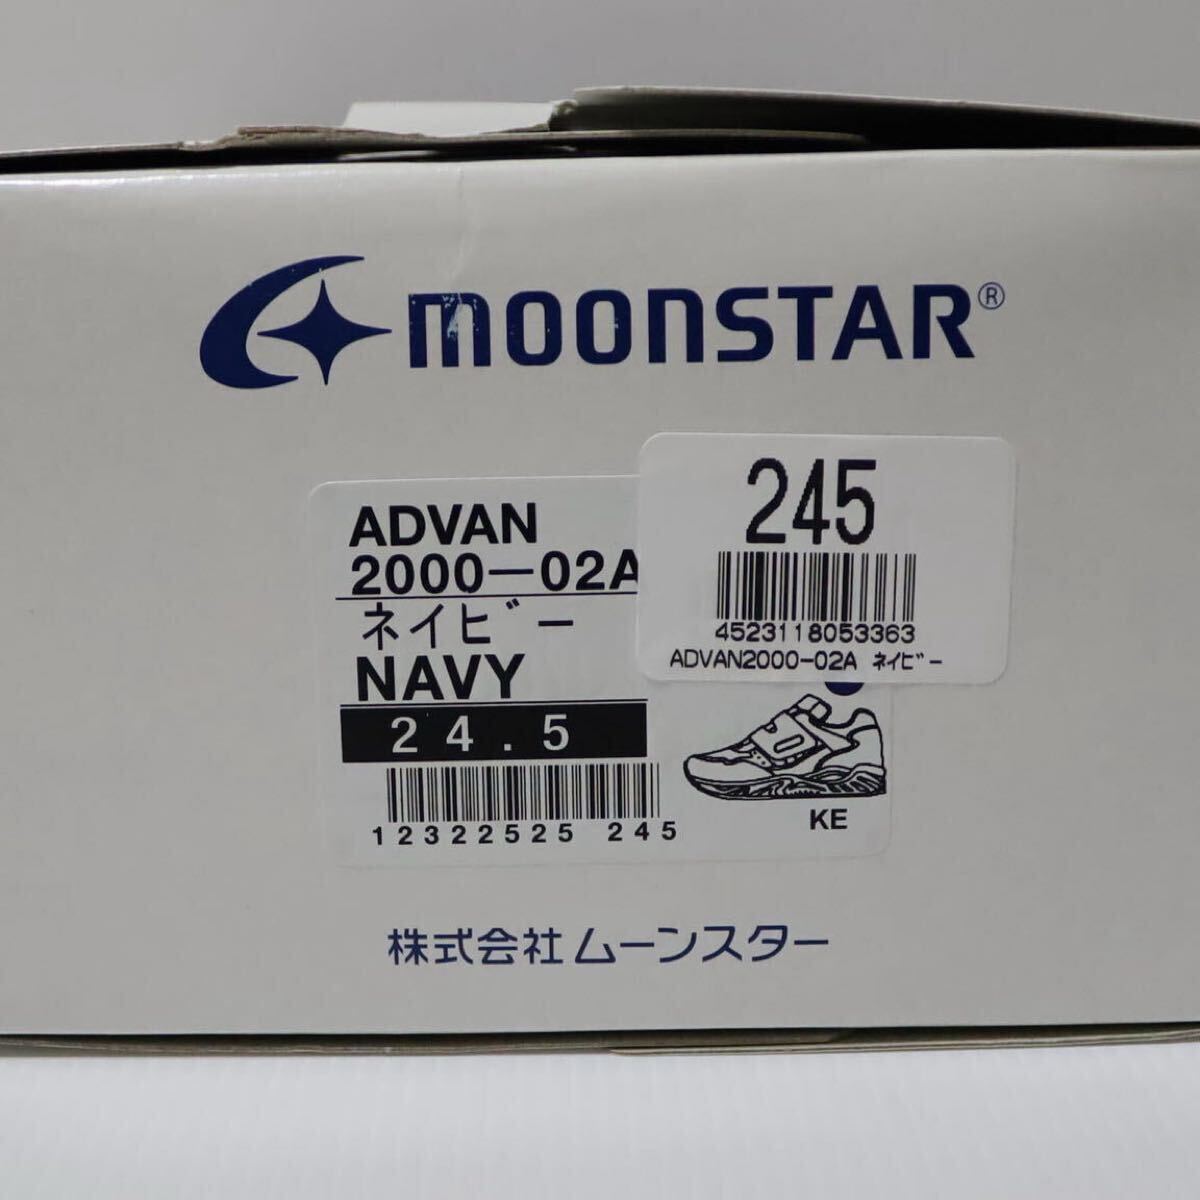 MOONSTAR®
ADVAN
2000-02A
ネイビー
NAVY
24.5
12322525 245
245
4523118053363
ADVAN2000-02A ネイビー
KE
株式会社ムーンスター